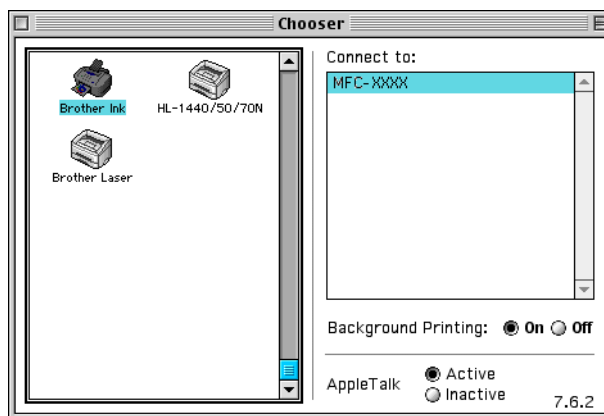 Chooser
Brother Ink
HL-1440/50/70N
Brother Laser
Connect to:
MFC-XXXX
Background Printing: On Off
AppleTalk
Active
Inactive
7.6.2